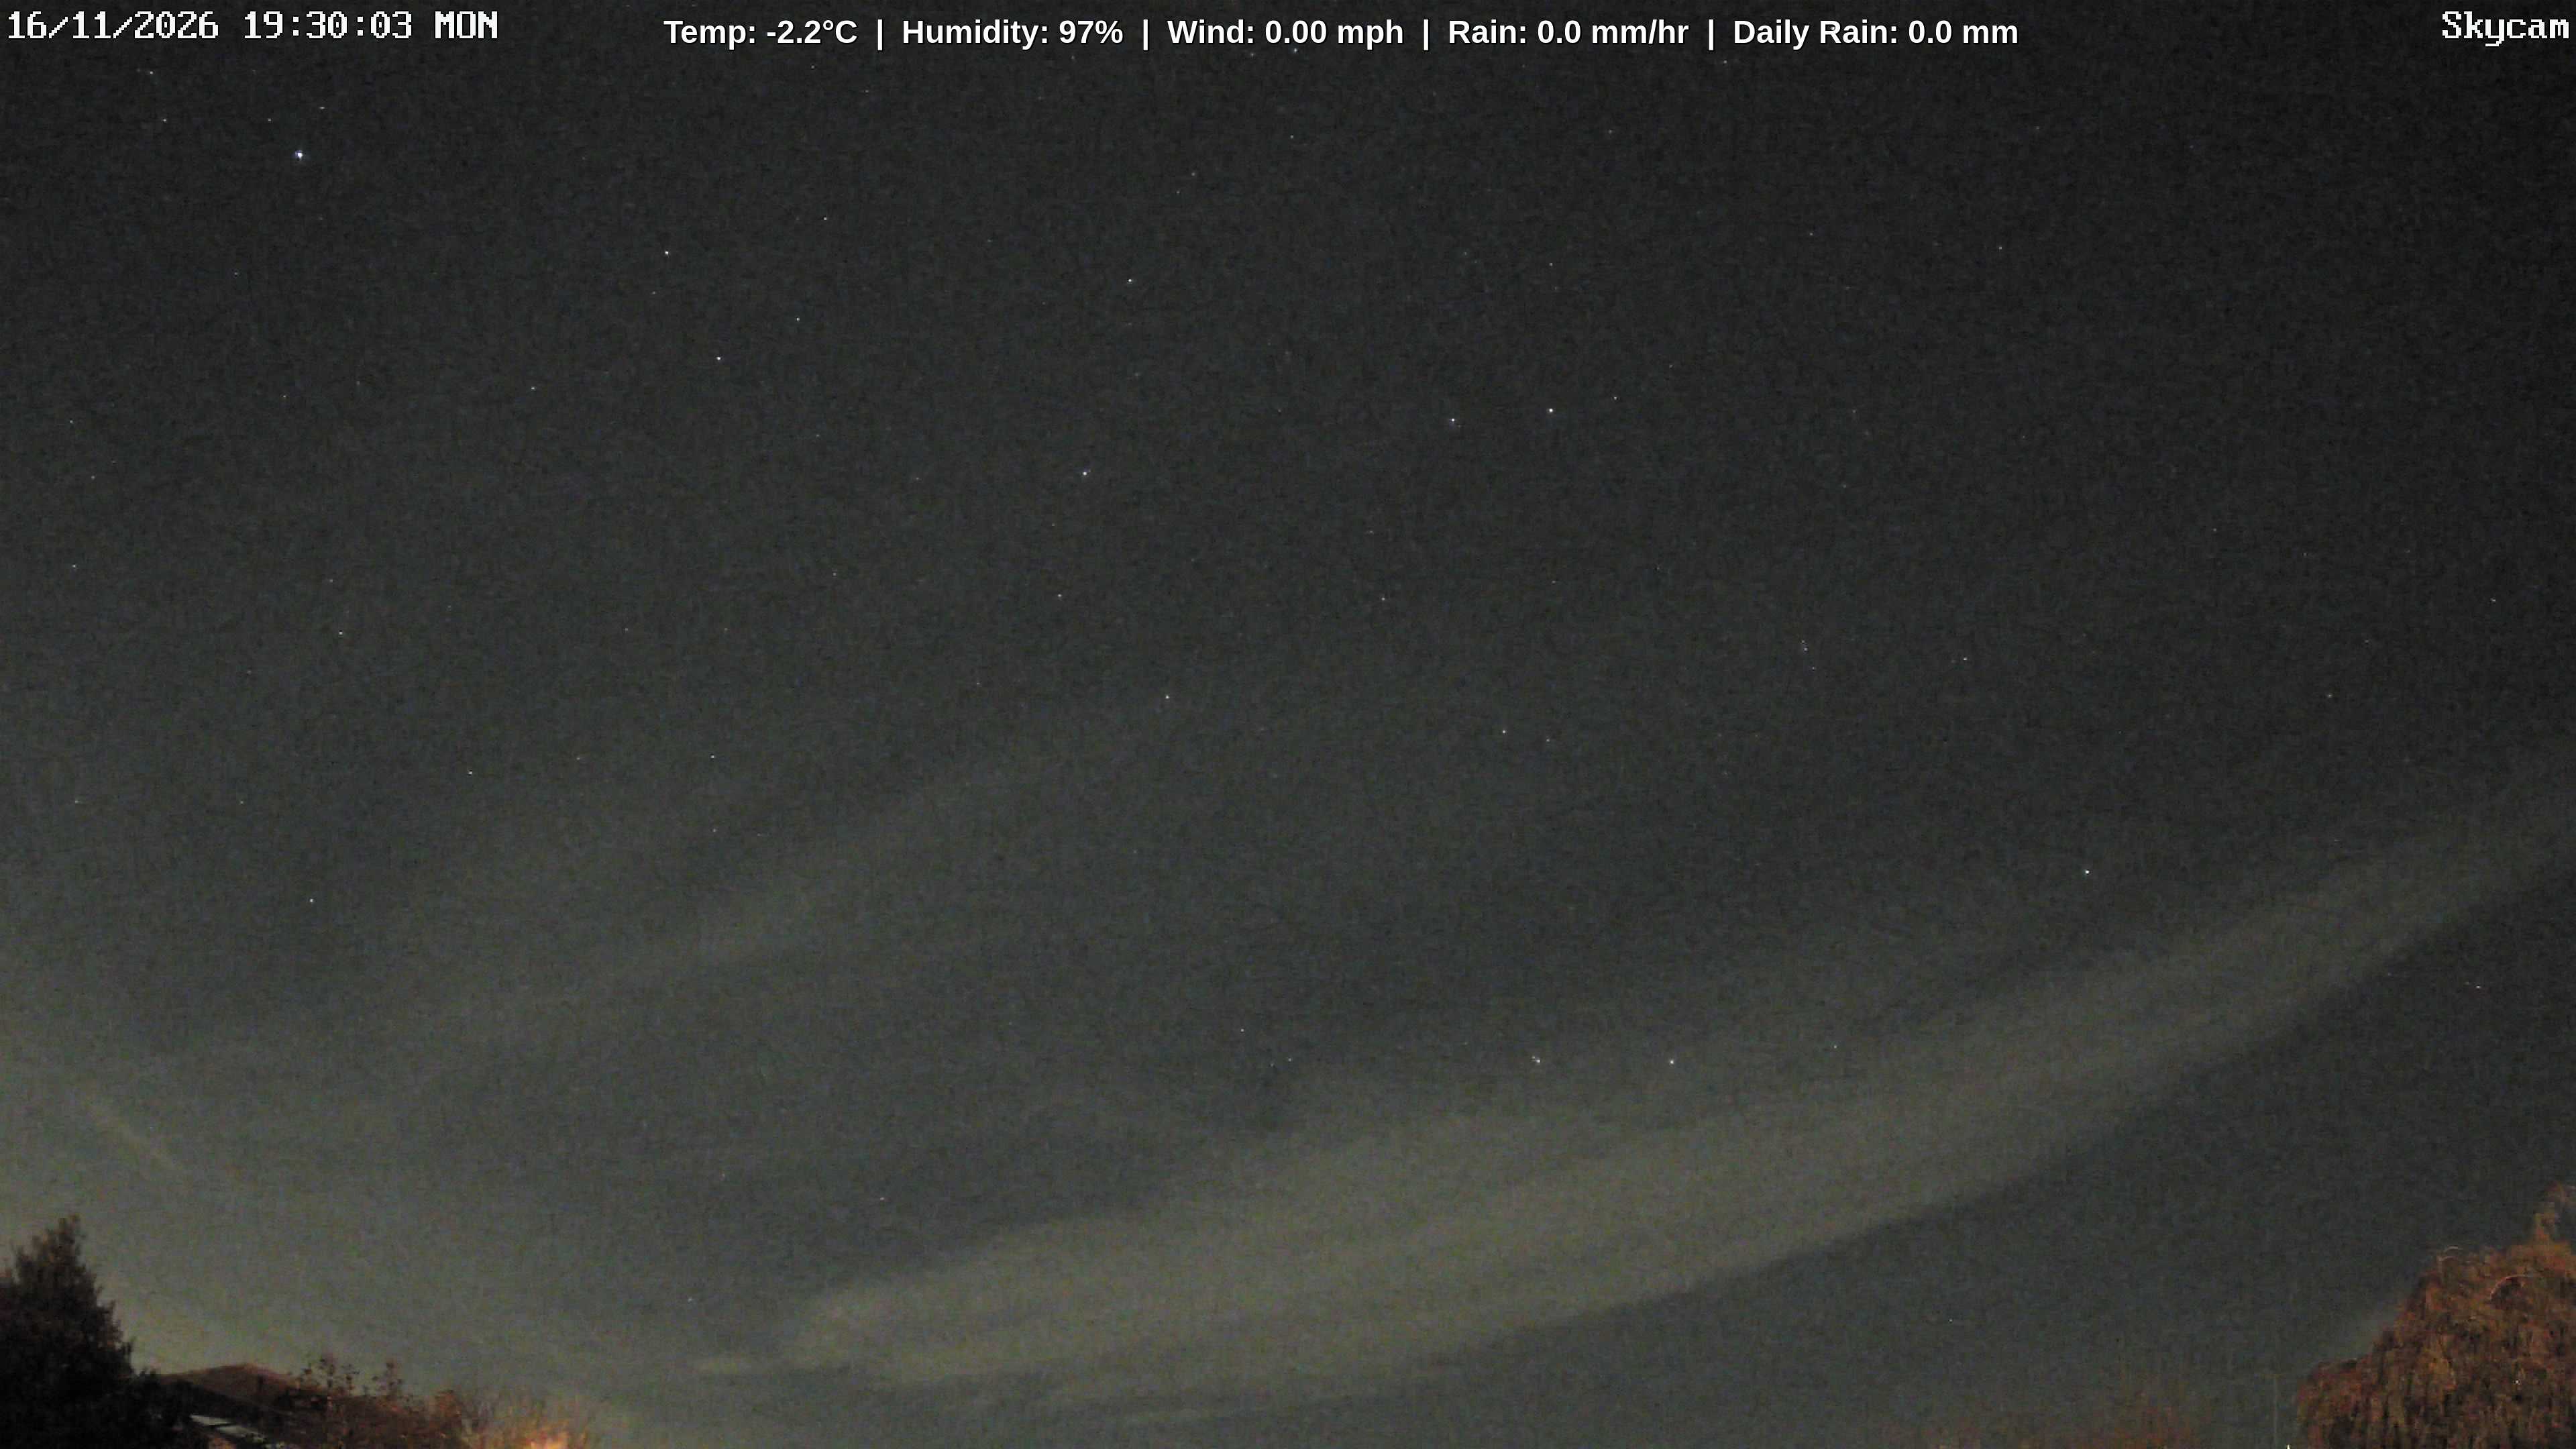 16/11/2026 19:30:03 MON
Temp: -2.2°C | Humidity: 97% | Wind: 0.00 mph | Rain: 0.0 mm/hr | Daily Rain: 0.0 mm
Skycam